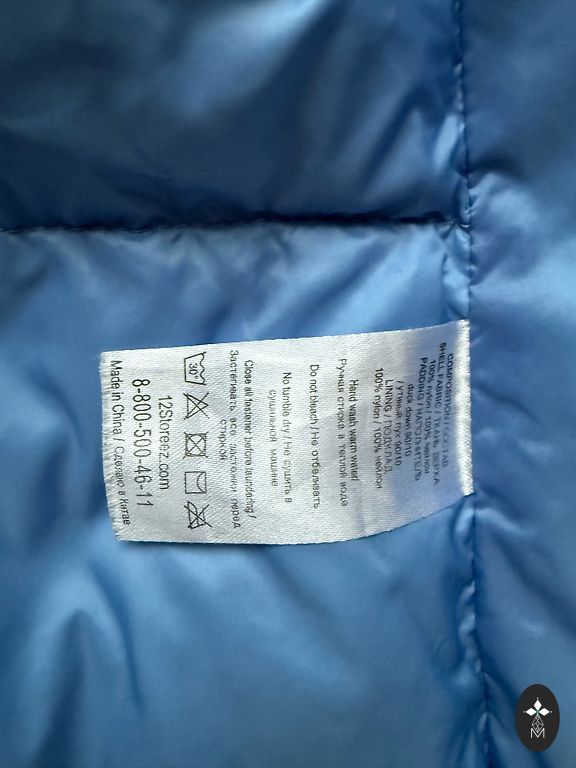 COMPOSITION / СОСТАВ
SHELL FABRIC / ТКАНЬ ВЕРХА
100% nylon / 100% нейлон
PADDING / НАПОЛНИТЕЛЬ
duck down 90/10
/ утиный пух 90/10
LINING / ПОДКЛАД
100% nylon / 100% нейлон
Hand wash warm water/
Ручная стирка в теплой воде
Do not bleach / Не отбеливать
No tumble dry / Не сушить в
сушильной машине
Close all fastener before laundering /
Застегивать все застежки перед
стиркой
30°
12Storeez.com
8-800-500-46-11
Made in China / Сделано в Китае
M